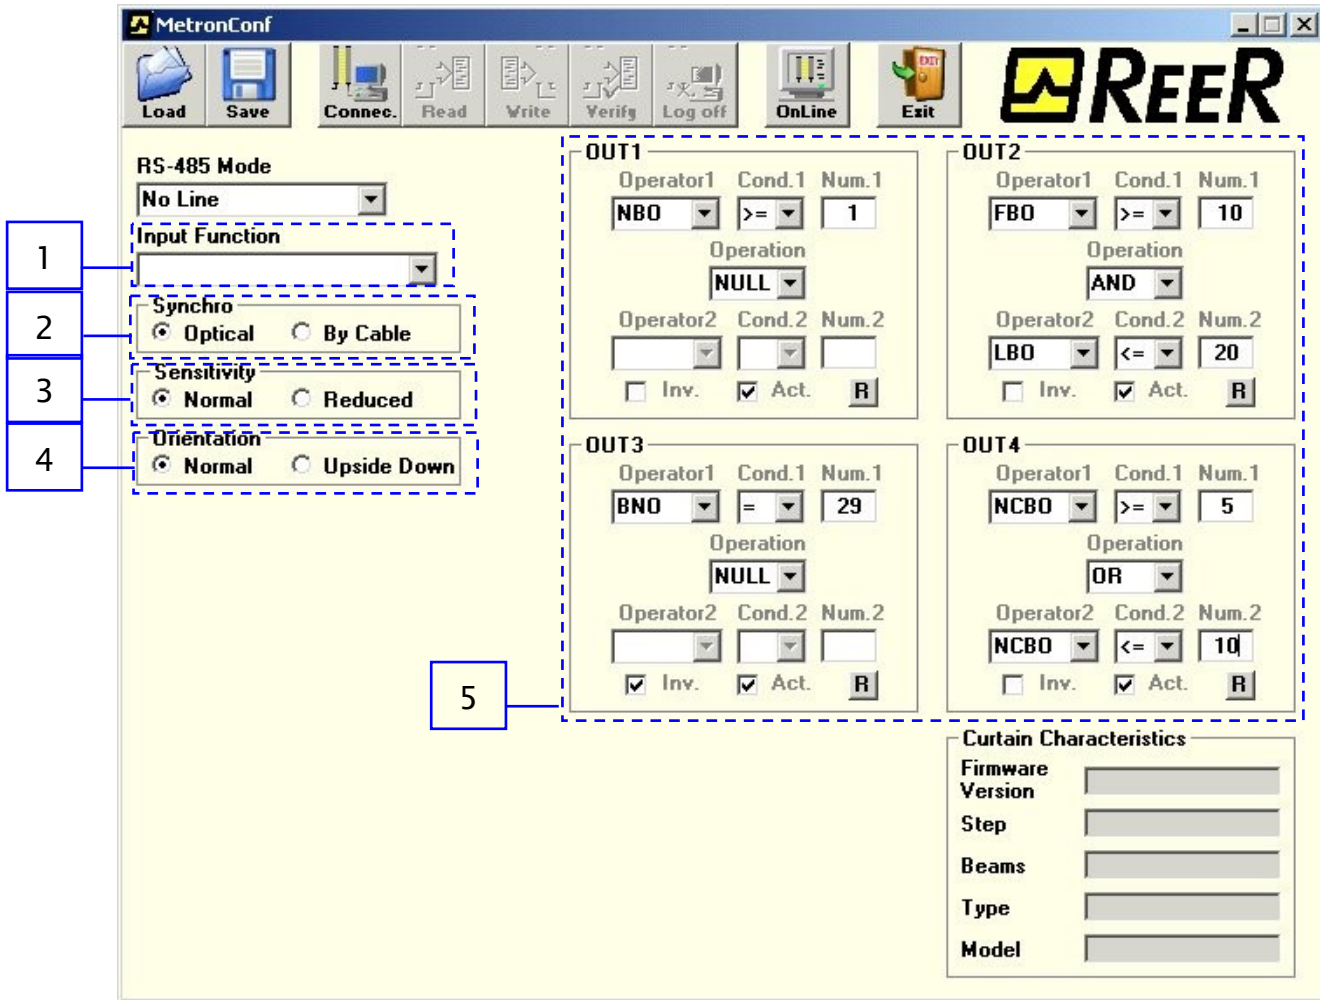 MetronConf
Load Save Connec. Read Write Verify Log off OnLine Exit
EXIT
REER
RS-485 Mode
No Line
1
Input Function
2
Synchro
Optical By Cable
3
Sensitivity
Normal Reduced
4
Orientation
Normal Upside Down
5
OUT1
Operator1 Cond.1 Num.1
NBO >= 1
Operation
NULL
Operator2 Cond.2 Num.2
Inv. Act. R
OUT2
Operator1 Cond.1 Num.1
FBO >= 10
Operation
AND
Operator2 Cond.2 Num.2
LBO <= 20
Inv. Act. R
OUT3
Operator1 Cond.1 Num.1
BNO = 29
Operation
NULL
Operator2 Cond.2 Num.2
Inv. Act. R
OUT4
Operator1 Cond.1 Num.1
NCBO >= 5
Operation
OR
Operator2 Cond.2 Num.2
NCBO <= 10
Inv. Act. R
Curtain Characteristics
Firmware
Version
Step
Beams
Type
Model